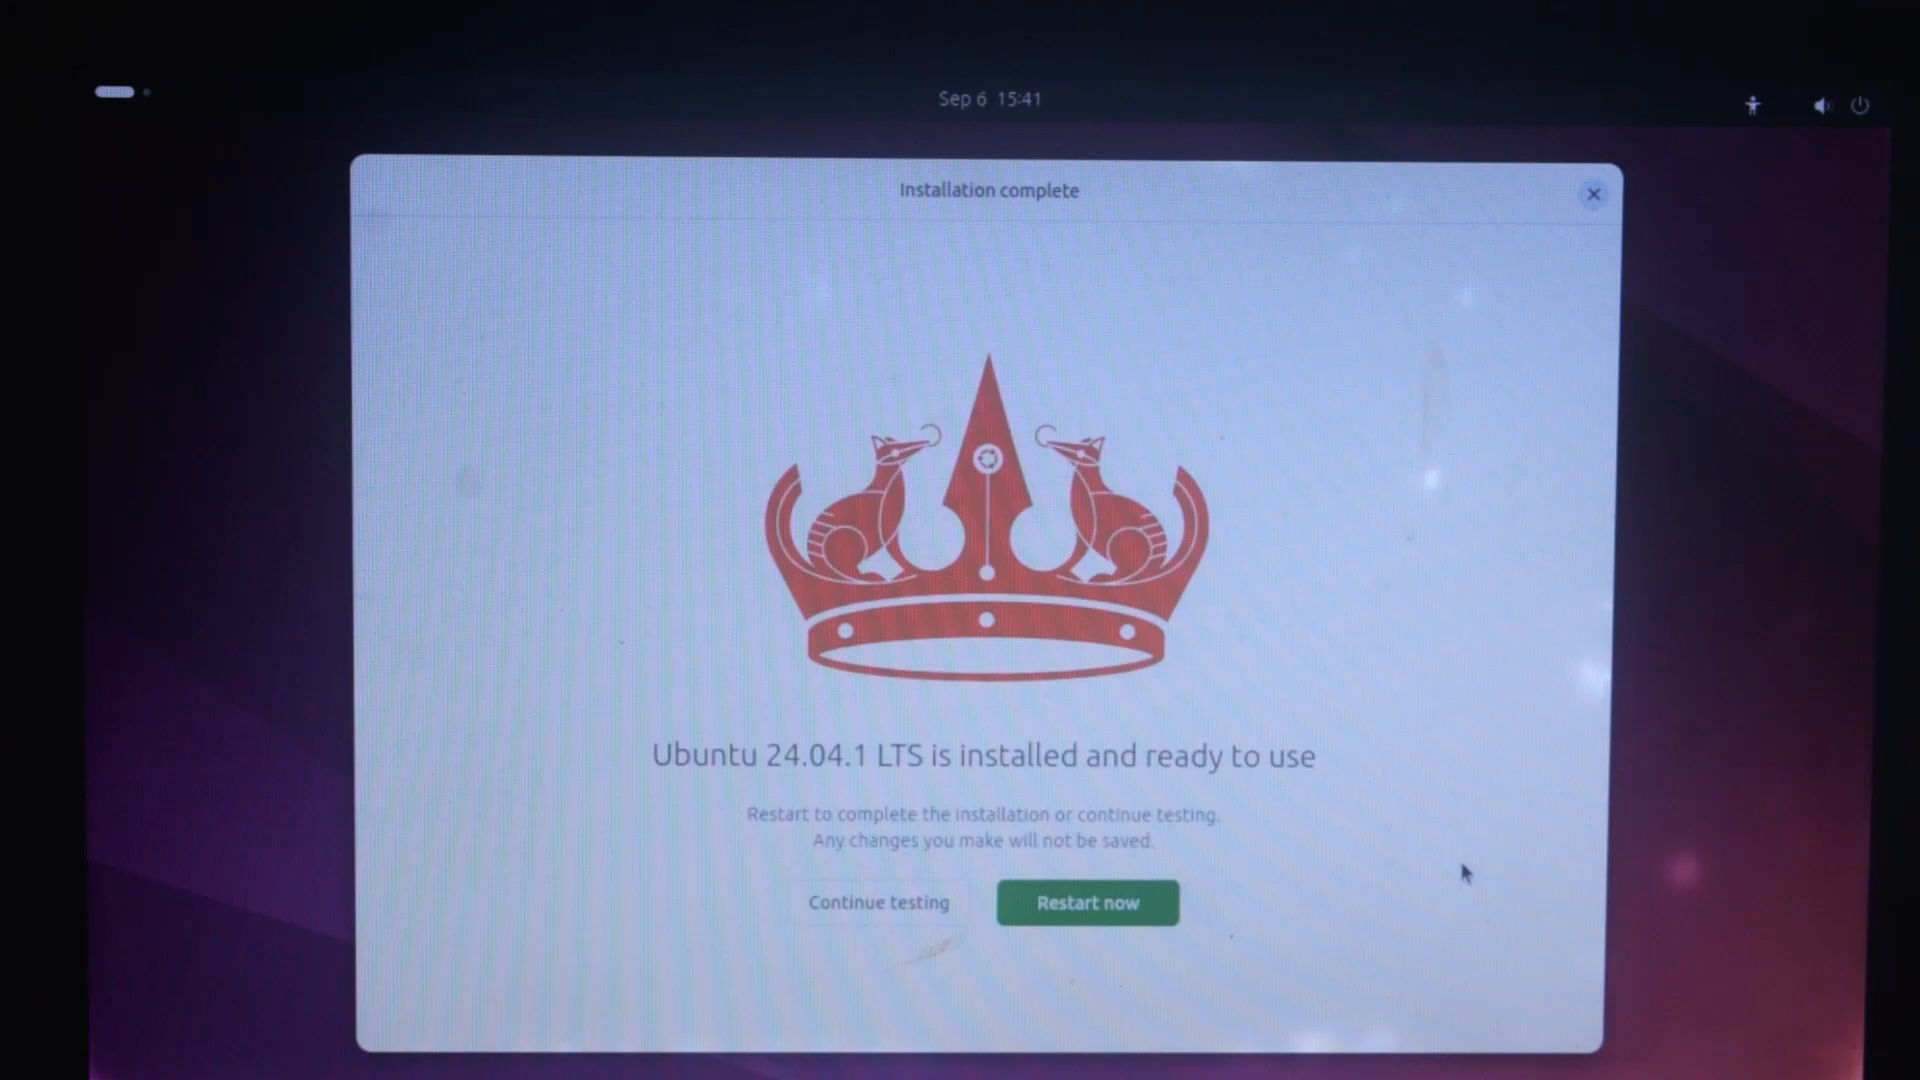 Sep 6 15:41
Installation complete
Ubuntu 24.04.1 LTS is installed and ready to use
Restart to complete the installation or continue testing.
Any changes you make will not be saved.
Continue testing
Restart now